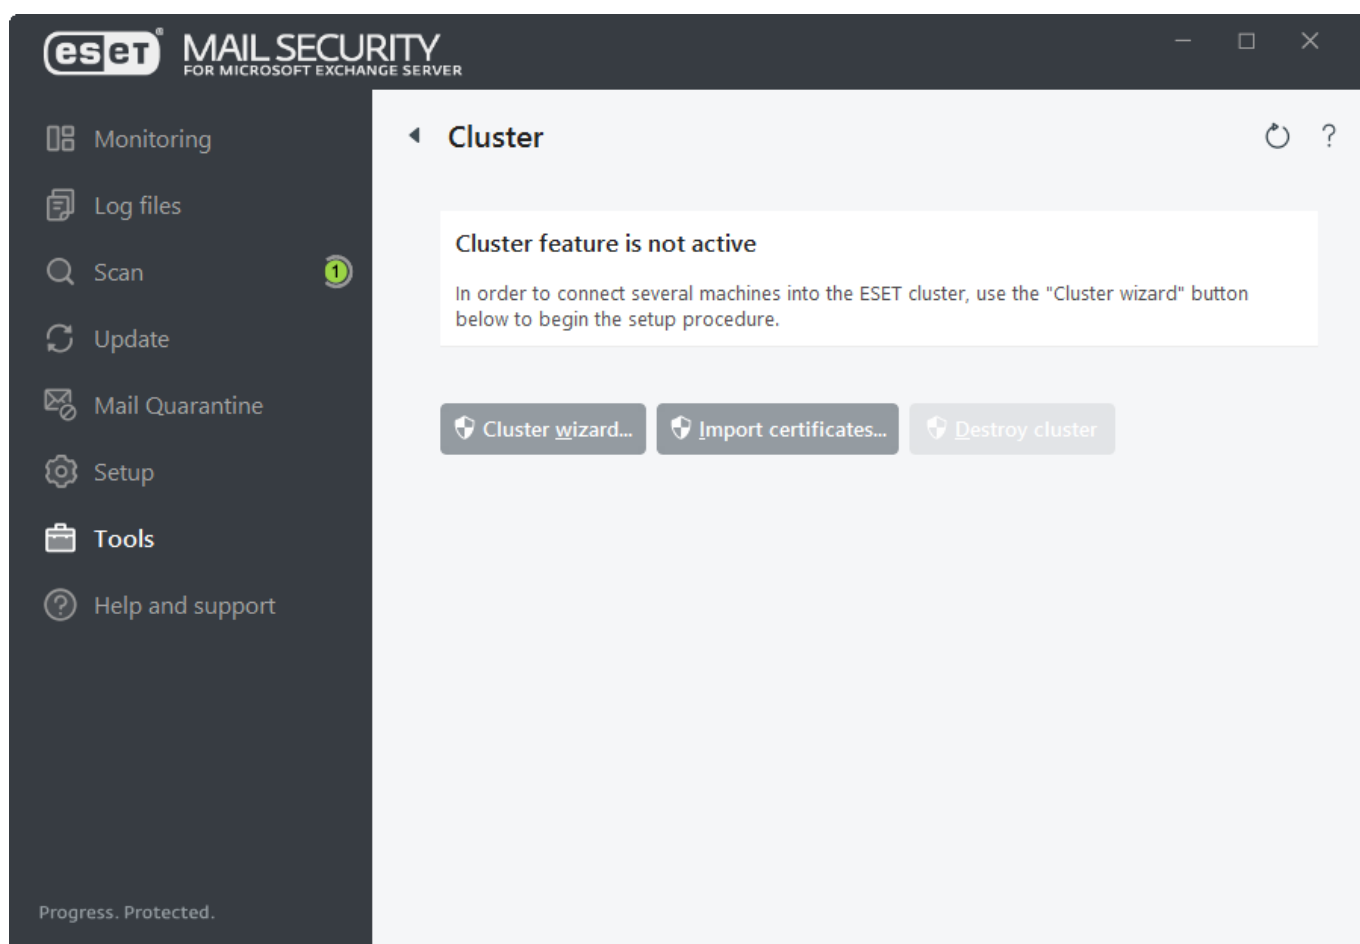 eset® MAIL SECURITY
FOR MICROSOFT EXCHANGE SERVER
Monitoring
Log files
Scan 1
Update
Mail Quarantine
Setup
Tools
Help and support
Progress. Protected.
Cluster ?
Cluster feature is not active
In order to connect several machines into the ESET cluster, use the "Cluster wizard" button
below to begin the setup procedure.
Cluster wizard... Import certificates... Destroy cluster